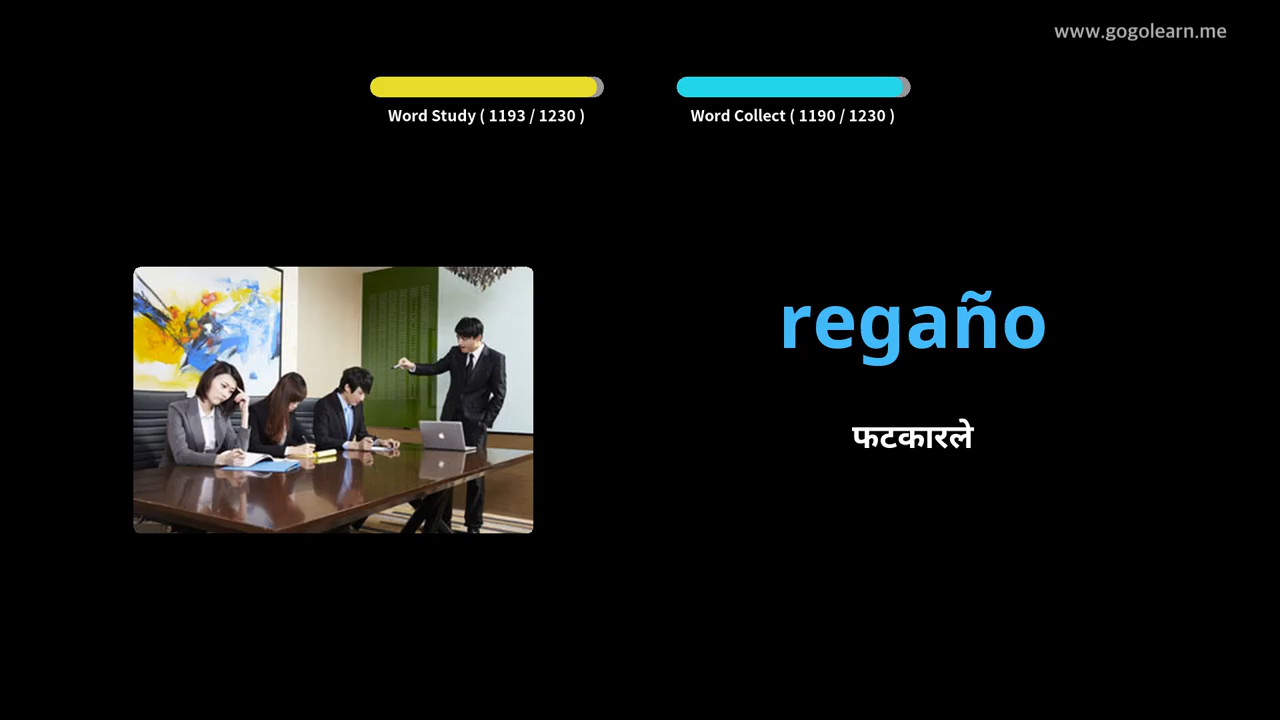 www.gogolearn.me
Word Study ( 1193 / 1230 )
Word Collect ( 1190 / 1230 )
regaño
फटकारले